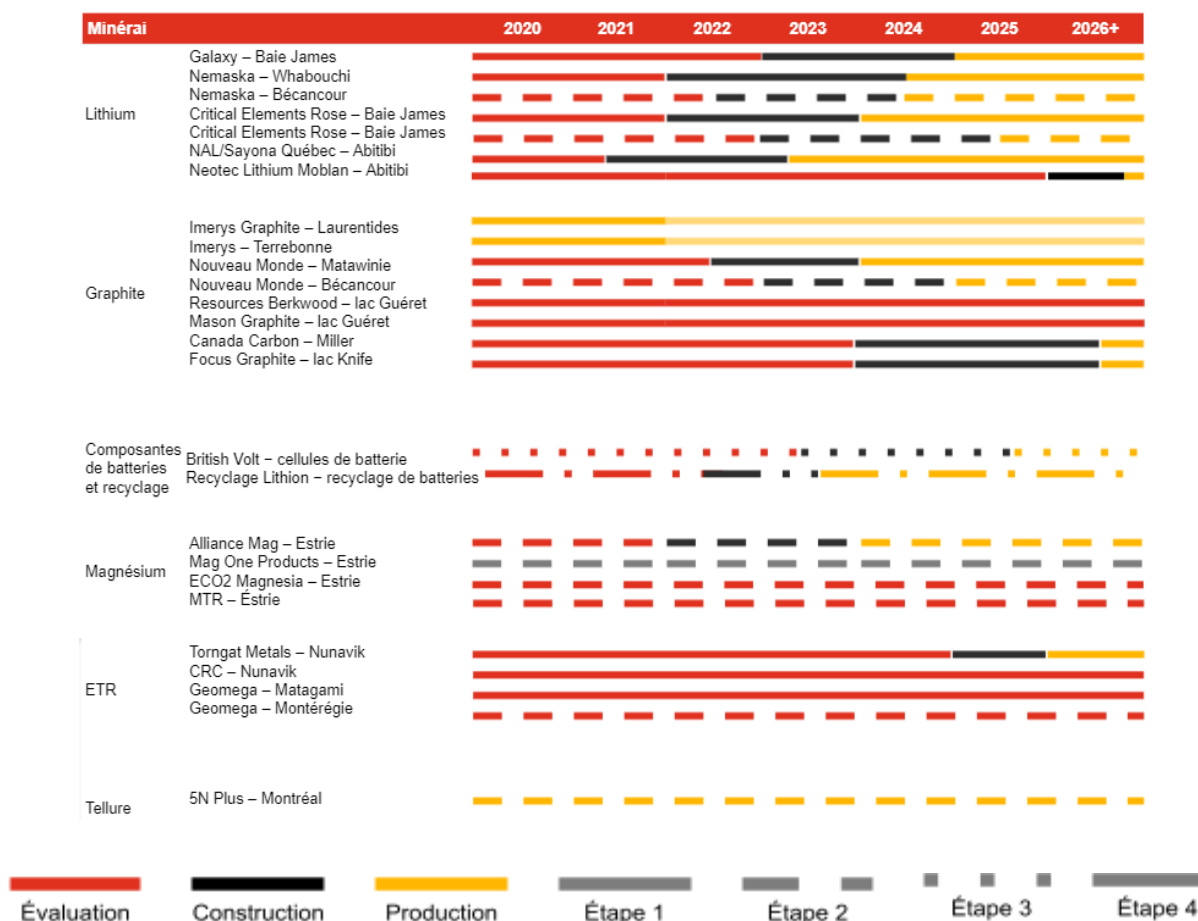 Minérai 2020 2021 2022 2023 2024 2025 2026+
Lithium
Galaxy – Baie James
Nemaska – Whabouchi
Nemaska – Bécancour
Critical Elements Rose – Baie James
Critical Elements Rose – Baie James
NAL/Sayona Québec – Abitibi
Neotec Lithium Moblan – Abitibi
Graphite
Imerys Graphite – Laurentides
Imerys – Terrebonne
Nouveau Monde – Matawinie
Nouveau Monde – Bécancour
Resources Berkwood – lac Guéret
Mason Graphite – lac Guéret
Canada Carbon – Miller
Focus Graphite – lac Knife
Composantes
de batteries
et recyclage
British Volt – cellules de batterie
Recyclage Lithion – recyclage de batteries
Magnésium
Alliance Mag – Estrie
Mag One Products – Estrie
ECO2 Magnesia – Estrie
MTR – Éstrie
ETR
Torngat Metals – Nunavik
CRC – Nunavik
Geomega – Matagami
Geomega – Montérégie
Tellure
5N Plus – Montréal
Évaluation Construction Production Étape 1 Étape 2 Étape 3 Étape 4